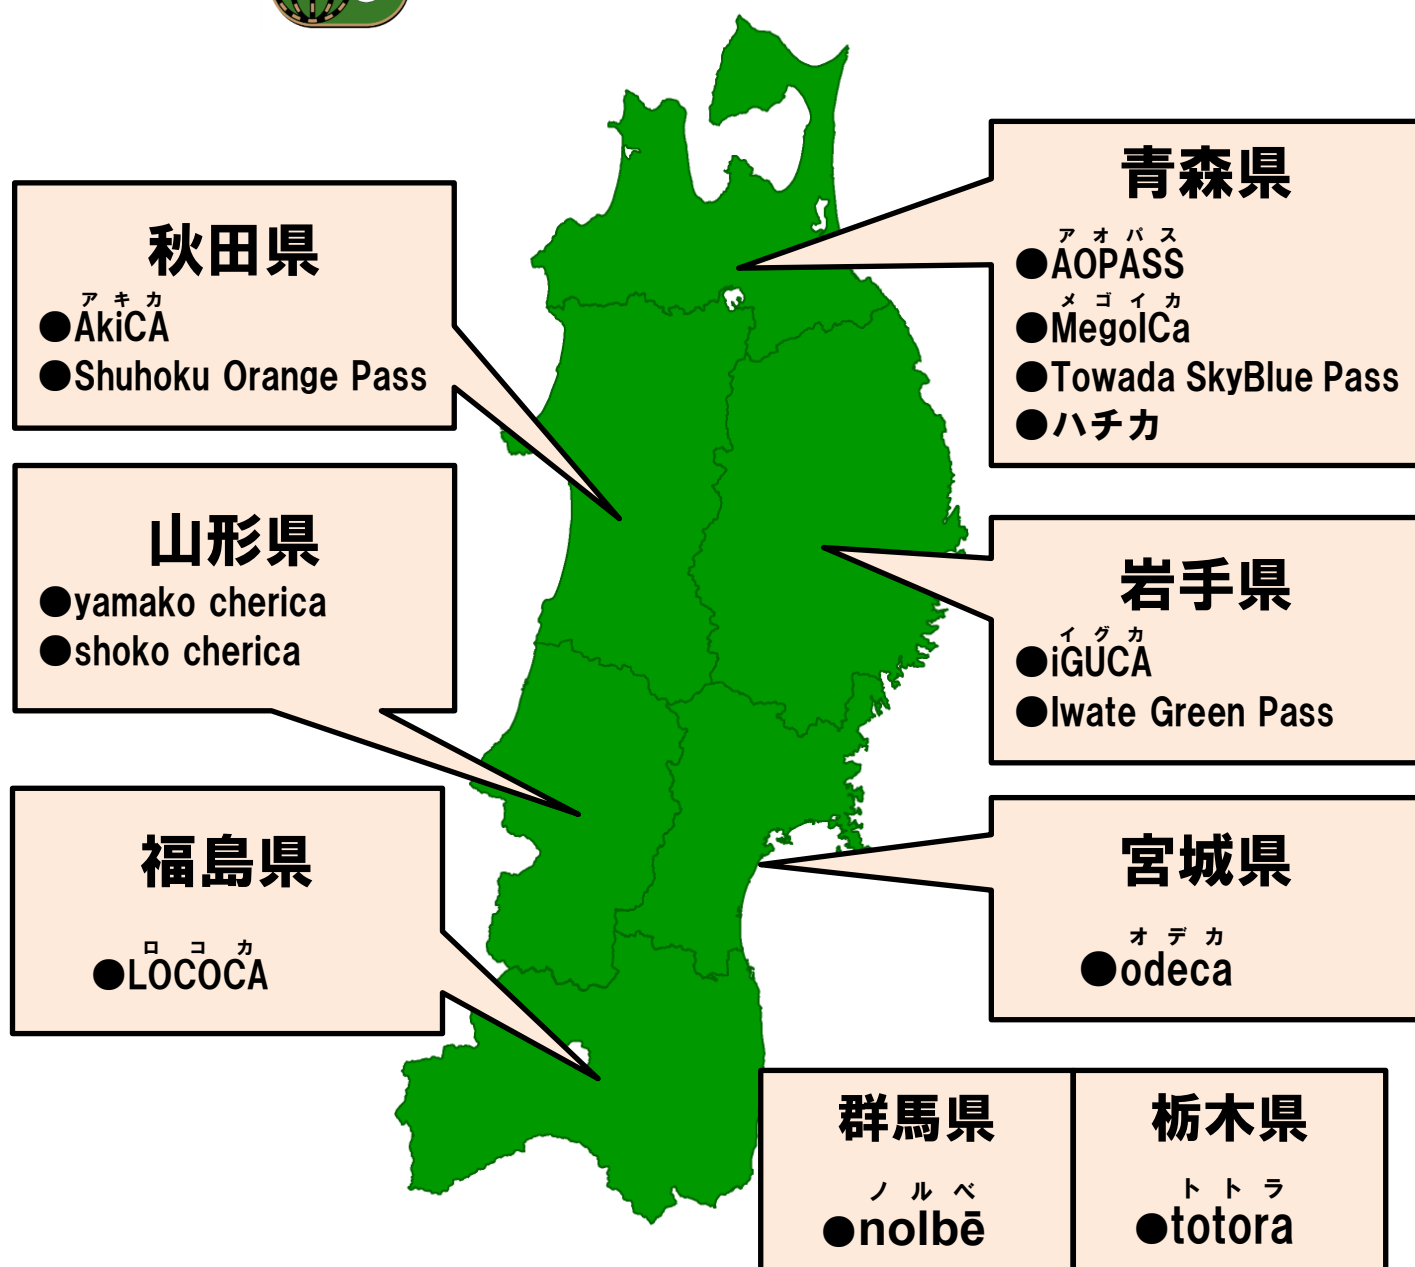 秋田県
アキカ
●AkiCA
●Shuhoku Orange Pass
山形県
●yamako cherica
●shoko cherica
福島県
ロコカ
●LOCOCA
青森県
アオパス
●AOPASS
メゴイカ
●MegoICa
●Towada SkyBlue Pass
●ハチカ
岩手県
イグカ
●iGUCA
●Iwate Green Pass
宮城県
オデカ
●odeca
群馬県
ノルベ
●nolbē
栃木県
トトラ
●totora